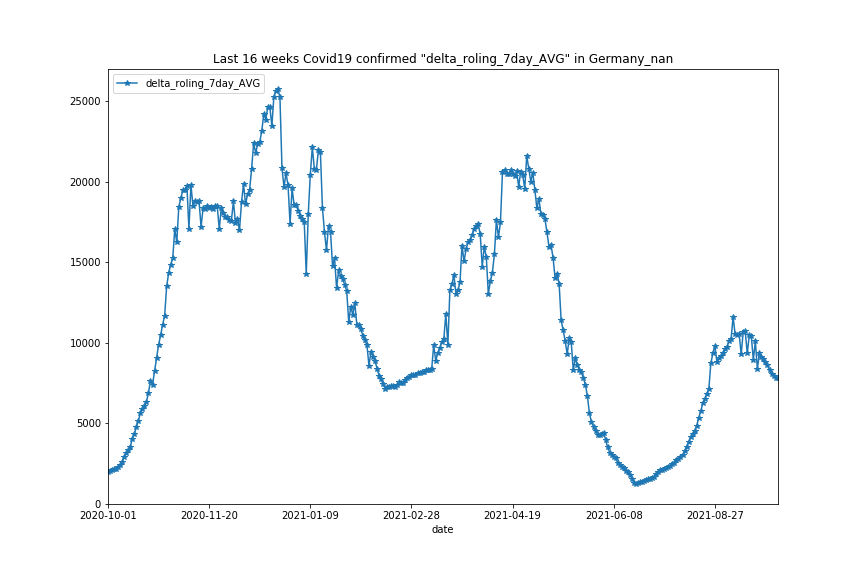 Last 16 weeks Covid19 confirmed "delta_roling_7day_AVG" in Germany_nan
delta_roling_7day_AVG
25000
20000
15000
10000
5000
0
2020-10-01 2020-11-20 2021-01-09 2021-02-28 2021-04-19 2021-06-08 2021-08-27
date